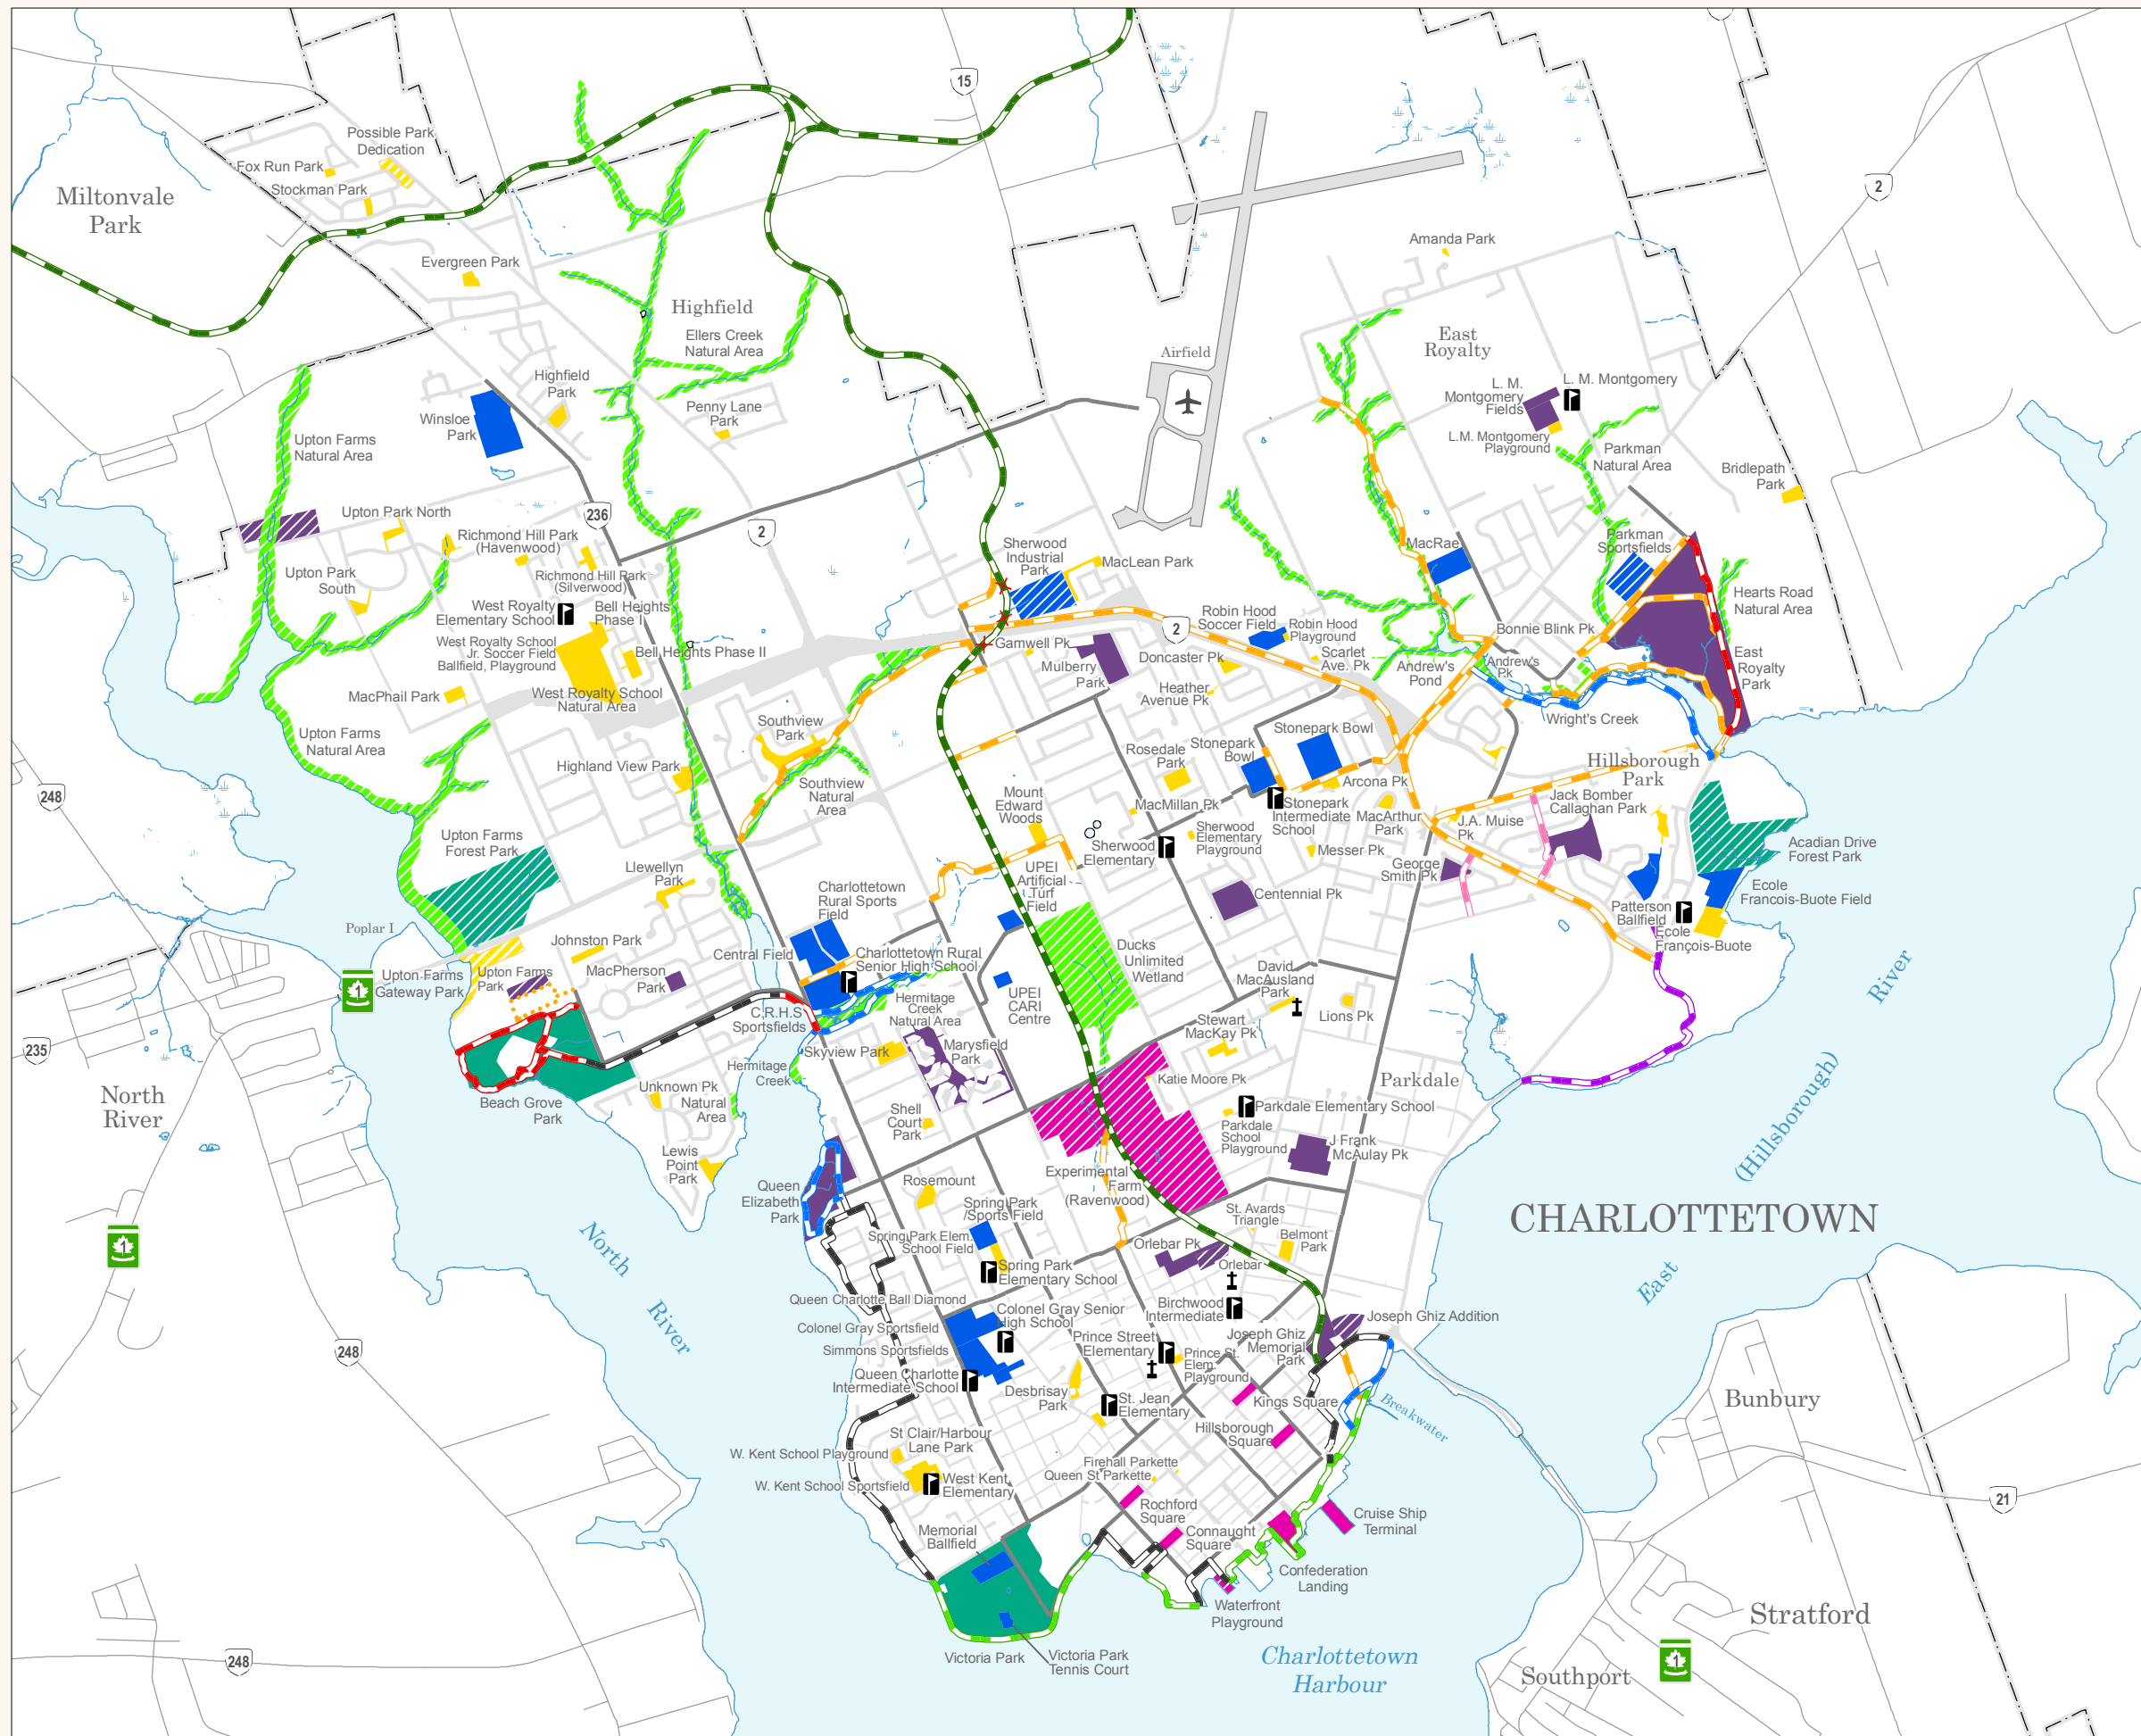 15
Possible Park
Dedication
Fox Run Park
Stockman Park
Miltonvale
Park
2
Evergreen Park
Amanda Park
Highfield
Ellers Creek
Natural Area
East
Royalty
Airfield
Highfield
Park
Winsloe
Park
Penny Lane
Park
L. M.
Montgomery
Fields
L. M. Montgomery
L.M. Montgomery
Playground
Upton Farms
Natural Area
Parkman
Natural Area
Bridlepath
Park
Upton Park North
236
2
Richmond Hill Park
(Havenwood)
Richmond Hill Park
(Silverwood)
Upton Park
South
Sherwood
Industrial
Park
MacLean Park
MacRae
Parkman
Sportsfields
Hearts Road
Natural Area
West Royalty
Elementary School
Bell Heights
Phase I
West Royalty School
Jr. Soccer Field
Ballfield, Playground
Bell Heights Phase II
West Royalty School
Natural Area
MacPhail Park
Garnwell Pk
Mulberry
Park
2
Robin Hood
Soccer Field
Robin Hood
Playground
Doncaster Pk
Scarlet
Ave. Pk
Heather
Avenue Pk
Andrew's
Pond
Andrew's
Pk
Bonnie Blink Pk
East
Royalty
Park
Wright's Creek
Upton Farms
Natural Area
Southview
Park
Highland View Park
Southview
Natural
Area
Rosedale
Park
Stonepark
Bowl
Stonepark Bowl
Arcona Pk
Hillsborough
Park
248
Mount
Edward
Woods
MacMillan Pk
Stonepark
Intermediate
School
MacArthur
Park
Jack Bomber
Callaghan Park
J.A. Muise
Pk
Upton Farms
Forest Park
Sherwood
Elementary
Sherwood
Elementary
Playground
Messer Pk
George
Smith Pk
Acadian Drive
Forest Park
Llewellyn
Park
Charlottetown
Rural Sports
Field
UPEI
Artificial
Turf
Field
Centennial Pk
Ecole
Francois-Buote Field
Patterson
Ballfield
Ecole
François-Buote
Poplar I
Johnston Park
Central Field
Charlottetown Rural
Senior High School
Ducks
Unlimited
Wetland
1
Upton Farms
Gateway Park
Upton Farms
Park
MacPherson
Park
David
MacAusland
Park
C.R.H.S
Sportsfields
Hermitage
Creek
Natural Area
UPEI
CARI
Centre
Lions Pk
Stewart
MacKay Pk
235
Skyview Park
Marysfield
Park
Hermitage
Creek
Katie Moore Pk
Parkdale
North
River
Beach Grove
Park
Unknown Pk
Natural
Area
Shell
Court
Park
Parkdale Elementary School
Parkdale
School
Playground
J Frank
McAulay Pk
Lewis
Point
Park
Queen
Elizabeth
Park
Rosemount
Experimental
Farm
(Ravenwood)
East
(Hillsborough)
River
CHARLOTTETOWN
1
Spring Park
/Sports Field
Spring Park Elem.
School Field
St. Avards
Triangle
Belmont
Park
Orlebar Pk
Orlebar
North
River
Spring Park
Elementary School
Queen Charlotte Ball Diamond
Colonel Gray Sportsfield
Simmons Sportsfields
Colonel Gray Senior
High School
Birchwood
Intermediate
Joseph Ghiz Addition
Joseph Ghiz
Memorial
Park
248
Prince Street
Elementary
Prince St.
Elem.
Playground
Queen Charlotte
Intermediate School
Desbrisay
Park
St. Jean
Elementary
Kings Square
Hillsborough
Square
Breakwater
Bunbury
St Clair/Harbour
Lane Park
W. Kent School Playground
W. Kent School Sportsfield
West Kent
Elementary
Firehall Parkette
Queen St Parkette
21
Rochford
Square
Connaught
Square
Cruise Ship
Terminal
Memorial
Ballfield
Confederation
Landing
Waterfront
Playground
Stratford
Victoria Park
Victoria Park
Tennis Court
Charlottetown
Harbour
248
1
Southport